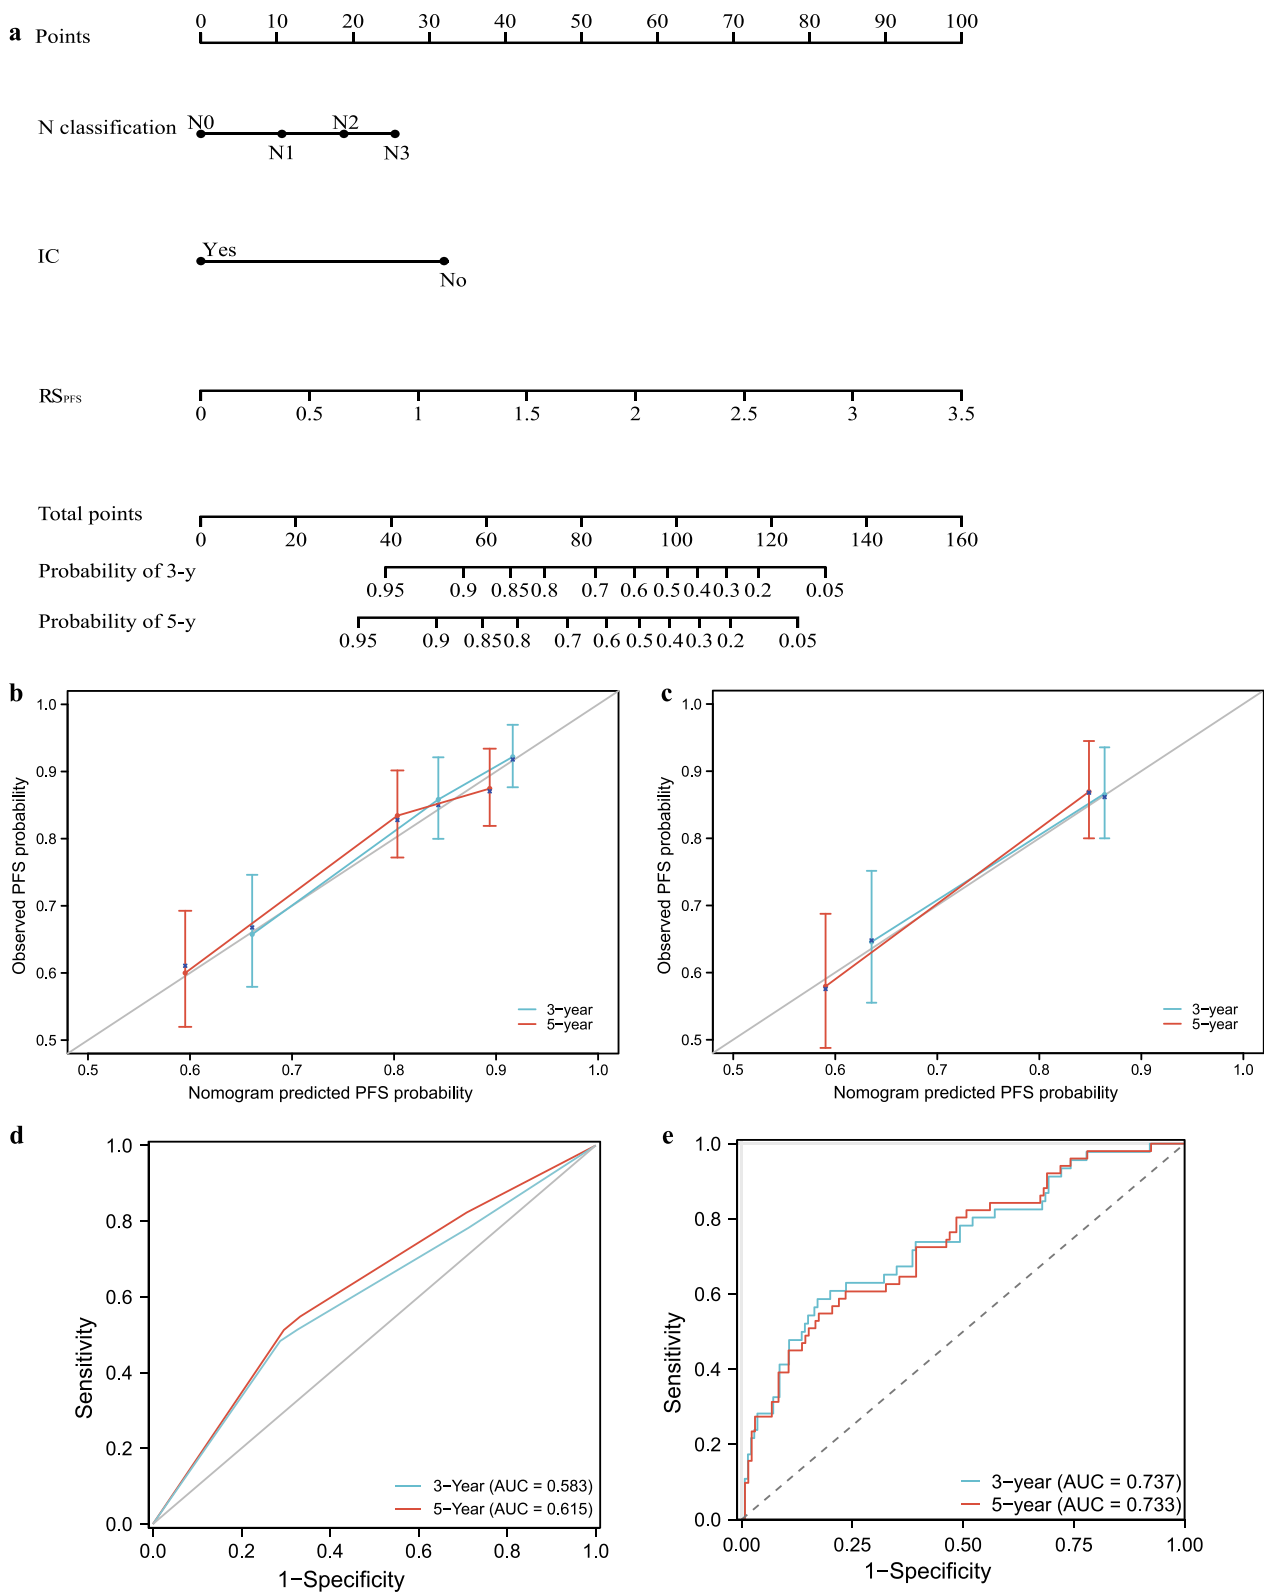 a Points 0 10 20 30 40 50 60 70 80 90 100
N classification N0 N2
N1 N3
IC Yes
No
RSPFS
0 0.5 1 1.5 2 2.5 3 3.5
Total points
0 20 40 60 80 100 120 140 160
Probability of 3-y
0.95 0.9 0.85 0.8 0.7 0.6 0.5 0.4 0.3 0.2 0.05
Probability of 5-y
0.95 0.9 0.85 0.8 0.7 0.6 0.5 0.4 0.3 0.2 0.05
b
Observed PFS probability
1.0
0.9
0.8
0.7
0.6
0.5
3−year
5−year
0.5 0.6 0.7 0.8 0.9 1.0
Nomogram predicted PFS probability
c
Observed PFS probability
1.0
0.9
0.8
0.7
0.6
0.5
3−year
5−year
0.5 0.6 0.7 0.8 0.9 1.0
Nomogram predicted PFS probability
d
Sensitivity
1.0
0.8
0.6
0.4
0.2
0.0
3−Year (AUC = 0.583)
5−Year (AUC = 0.615)
0.0 0.2 0.4 0.6 0.8 1.0
1−Specificity
e
Sensitivity
1.0
0.8
0.6
0.4
0.2
0.0
3−year (AUC = 0.737)
5−year (AUC = 0.733)
0.00 0.25 0.50 0.75 1.00
1−Specificity